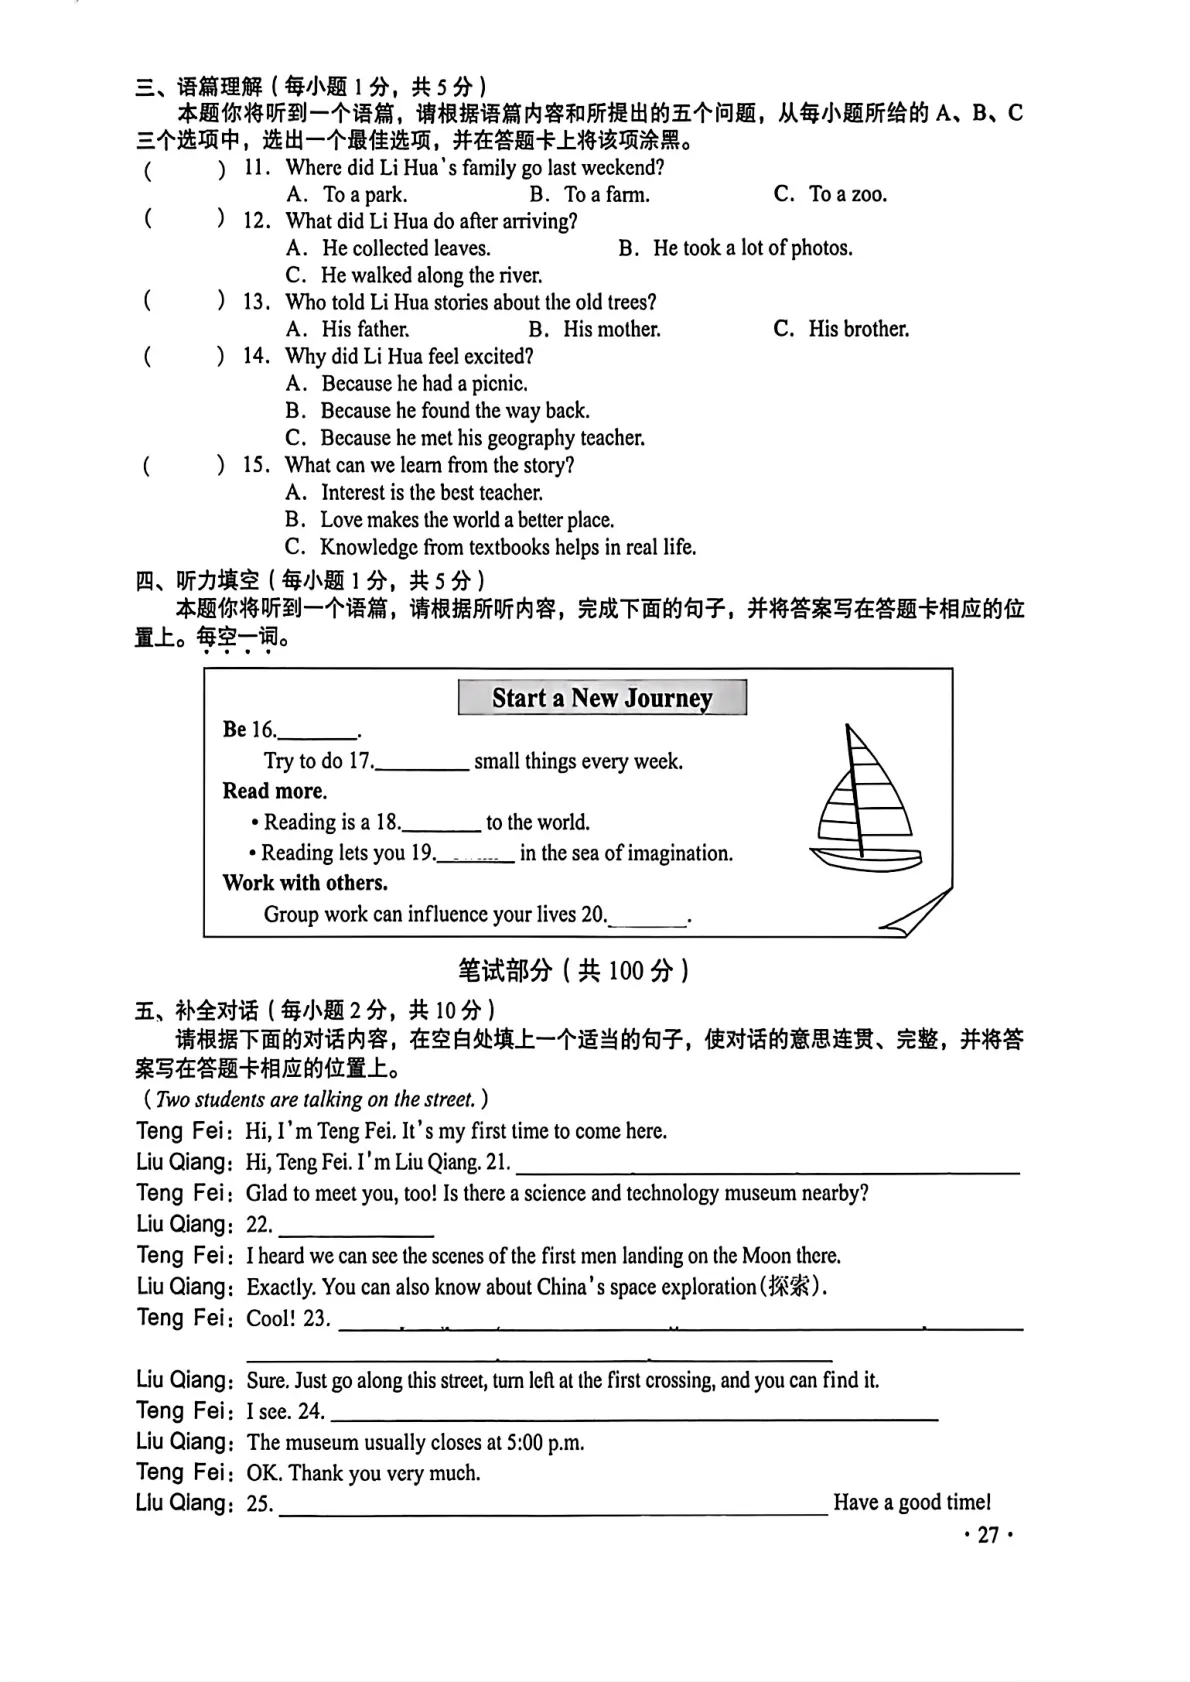 三、语篇理解（每小题 1 分，共 5 分）
本题你将听到一个语篇，请根据语篇内容和所提出的五个问题，从每小题所给的 A、B、C
三个选项中，选出一个最佳选项，并在答题卡上将该项涂黑。
(　　) 11. Where did Li Hua's family go last weekend?
A. To a park. B. To a farm. C. To a zoo.
(　　) 12. What did Li Hua do after arriving?
A. He collected leaves. B. He took a lot of photos.
C. He walked along the river.
(　　) 13. Who told Li Hua stories about the old trees?
A. His father. B. His mother. C. His brother.
(　　) 14. Why did Li Hua feel excited?
A. Because he had a picnic.
B. Because he found the way back.
C. Because he met his geography teacher.
(　　) 15. What can we learn from the story?
A. Interest is the best teacher.
B. Love makes the world a better place.
C. Knowledge from textbooks helps in real life.
四、听力填空（每小题 1 分，共 5 分）
本题你将听到一个语篇，请根据所听内容，完成下面的句子，并将答案写在答题卡相应的位
置上。每空一词。
Start a New Journey
Be 16.________.
Try to do 17.________ small things every week.
Read more.
• Reading is a 18.________ to the world.
• Reading lets you 19.________ in the sea of imagination.
Work with others.
Group work can influence your lives 20.________.
笔试部分（共 100 分）
五、补全对话（每小题 2 分，共 10 分）
请根据下面的对话内容，在空白处填上一个适当的句子，使对话的意思连贯、完整，并将答
案写在答题卡相应的位置上。
（Two students are talking on the street.）
Teng Fei: Hi, I'm Teng Fei. It's my first time to come here.
Liu Qiang: Hi, Teng Fei. I'm Liu Qiang. 21. ________
Teng Fei: Glad to meet you, too! Is there a science and technology museum nearby?
Liu Qiang: 22. ________
Teng Fei: I heard we can see the scenes of the first men landing on the Moon there.
Liu Qiang: Exactly. You can also know about China's space exploration(探索).
Teng Fei: Cool! 23. ________
________
Liu Qiang: Sure. Just go along this street, turn left at the first crossing, and you can find it.
Teng Fei: I see. 24. ________
Liu Qiang: The museum usually closes at 5:00 p.m.
Teng Fei: OK. Thank you very much.
Liu Qiang: 25. ________ Have a good time!
· 27 ·